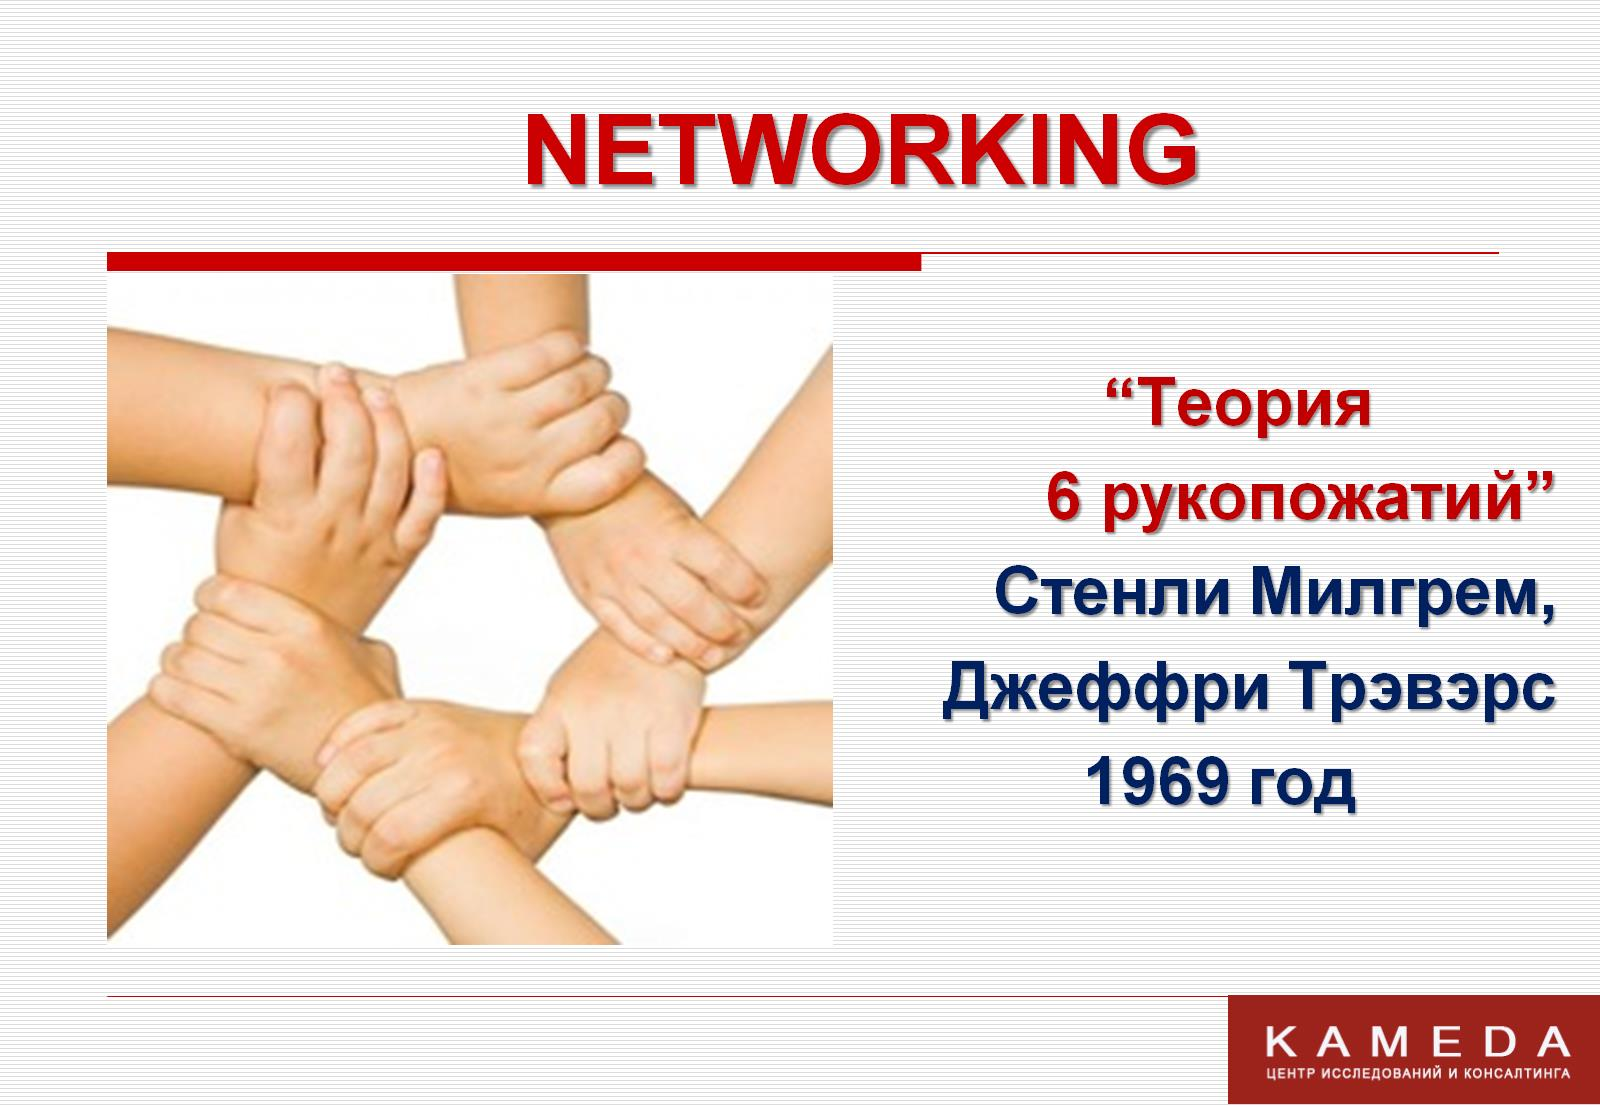 NETWORKING
“Теория
6 рукопожатий”
Стенли Милгрем,
Джеффри Трэвэрс
1969 год
KAMEDA
ЦЕНТР ИССЛЕДОВАНИЙ И КОНСАЛТИНГА